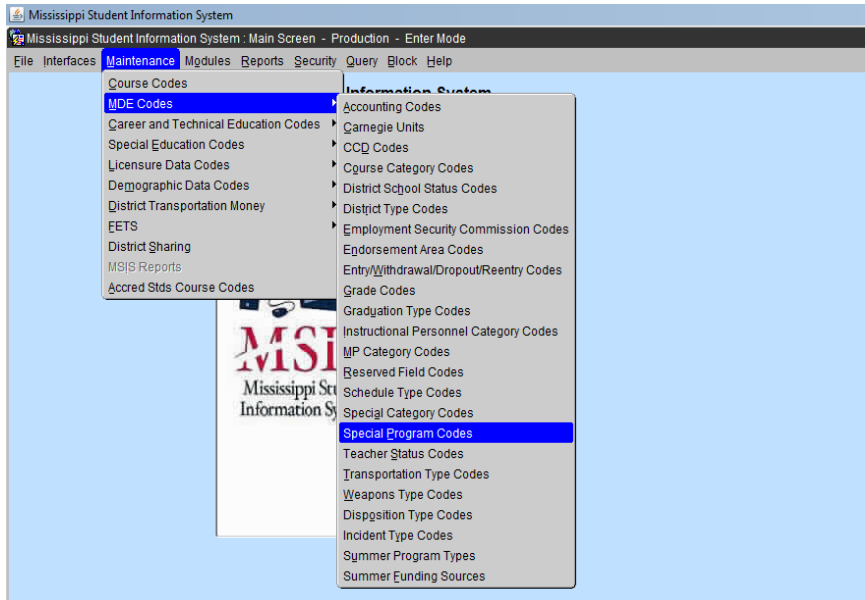 Mississippi Student Information System
Mississippi Student Information System : Main Screen - Production - Enter Mode
File Interfaces Maintenance Modules Reports Security Query Block Help
Information System
Course Codes
MDE Codes
Career and Technical Education Codes
Special Education Codes
Licensure Data Codes
Demographic Data Codes
District Transportation Money
FETS
District Sharing
MSIS Reports
Accred Stds Course Codes
Accounting Codes
Carnegie Units
CCD Codes
Course Category Codes
District School Status Codes
District Type Codes
Employment Security Commission Codes
Endorsement Area Codes
Entry/Withdrawal/Dropout/Reentry Codes
Grade Codes
Graduation Type Codes
Instructional Personnel Category Codes
MP Category Codes
Reserved Field Codes
Schedule Type Codes
Special Category Codes
Special Program Codes
Teacher Status Codes
Transportation Type Codes
Weapons Type Codes
Disposition Type Codes
Incident Type Codes
Summer Program Types
Summer Funding Sources
MSI
Mississippi Stu
Information Sy